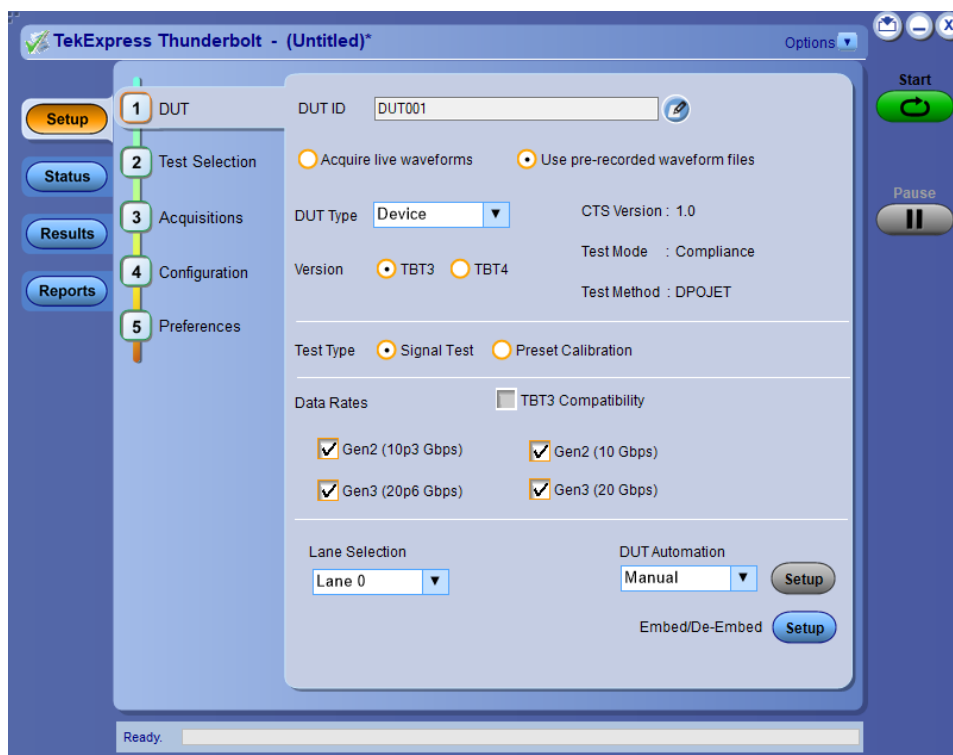 TekExpress Thunderbolt - (Untitled)*
Options
Start
Pause
Setup
Status
Results
Reports
1 DUT
2 Test Selection
3 Acquisitions
4 Configuration
5 Preferences
DUT ID DUT001
Acquire live waveforms Use pre-recorded waveform files
DUT Type Device CTS Version : 1.0
Test Mode : Compliance
Version TBT3 TBT4
Test Method : DPOJET
Test Type Signal Test Preset Calibration
Data Rates TBT3 Compatibility
Gen2 (10p3 Gbps) Gen2 (10 Gbps)
Gen3 (20p6 Gbps) Gen3 (20 Gbps)
Lane Selection DUT Automation
Lane 0 Manual Setup
Embed/De-Embed Setup
Ready.